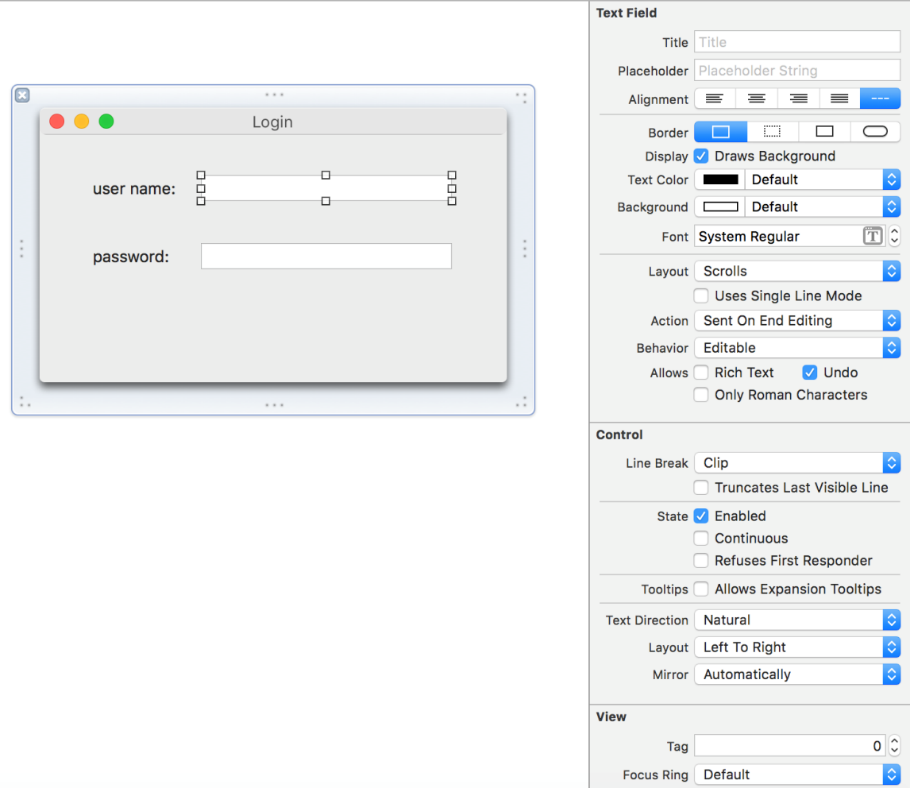 Login
user name:
password:
Text Field
Title Title
Placeholder Placeholder String
Alignment ---
Border
Display Draws Background
Text Color Default
Background Default
Font System Regular T
Layout Scrolls
Uses Single Line Mode
Action Sent On End Editing
Behavior Editable
Allows Rich Text Undo
Only Roman Characters
Control
Line Break Clip
Truncates Last Visible Line
State Enabled
Continuous
Refuses First Responder
Tooltips Allows Expansion Tooltips
Text Direction Natural
Layout Left To Right
Mirror Automatically
View
Tag 0
Focus Ring Default